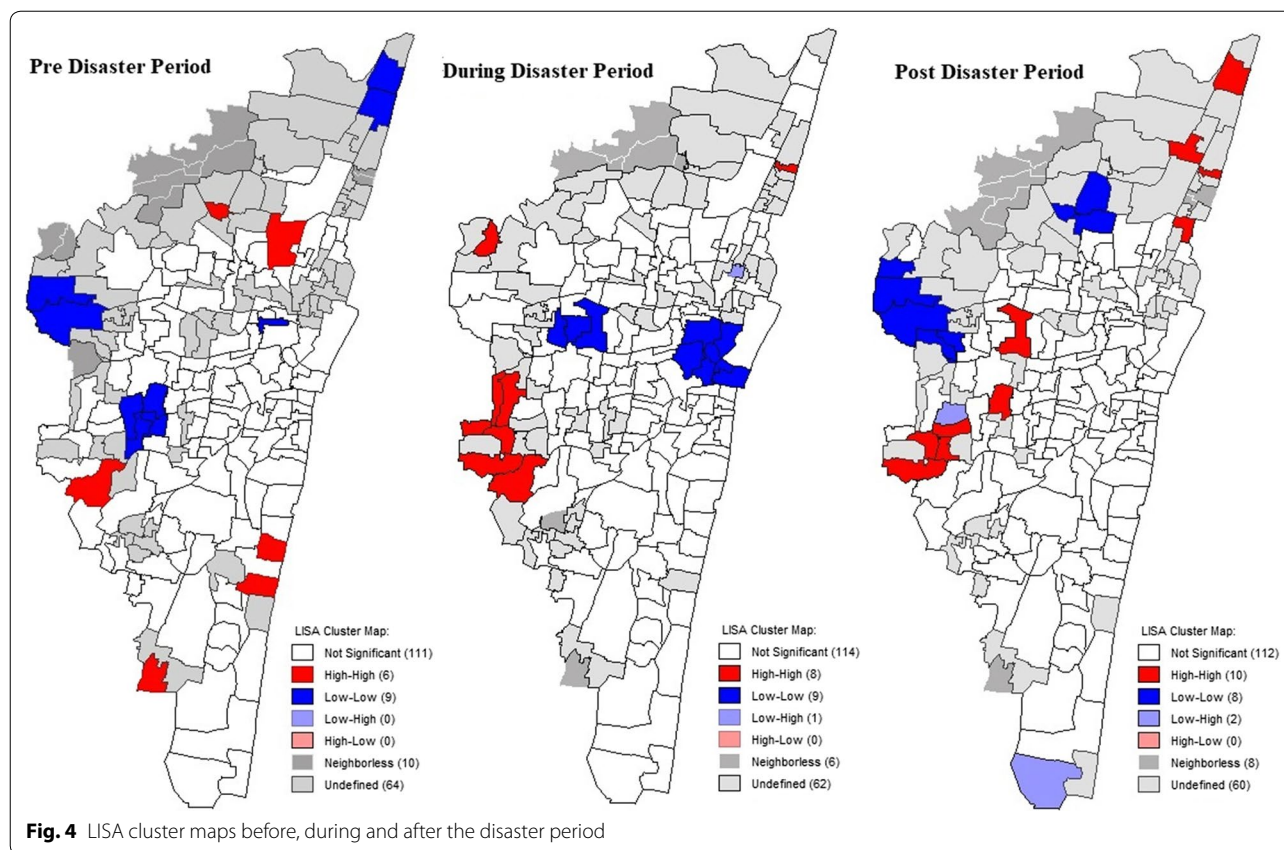 Pre Disaster Period
During Disaster Period
Post Disaster Period
LISA Cluster Map:
Not Significant (111)
High-High (6)
Low-Low (9)
Low-High (0)
High-Low (0)
Neighborless (10)
Undefined (64)
LISA Cluster Map:
Not Significant (114)
High-High (8)
Low-Low (9)
Low-High (1)
High-Low (0)
Neighborless (6)
Undefined (62)
LISA Cluster Map:
Not Significant (112)
High-High (10)
Low-Low (8)
Low-High (2)
High-Low (0)
Neighborless (8)
Undefined (60)
Fig. 4 LISA cluster maps before, during and after the disaster period